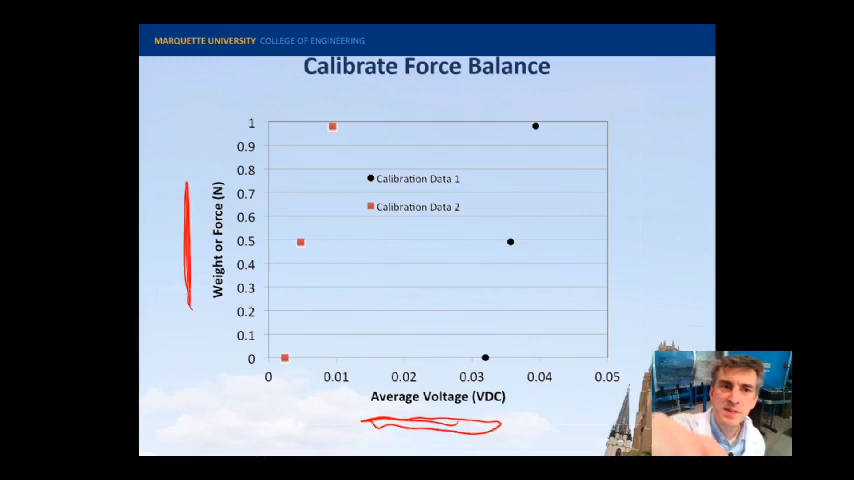 MARQUETTE UNIVERSITY COLLEGE OF ENGINEERING
Calibrate Force Balance
1
0.9
0.8
0.7
0.6
0.5
0.4
0.3
0.2
0.1
0
Weight or Force (N)
Calibration Data 1
Calibration Data 2
0 0.01 0.02 0.03 0.04 0.05
Average Voltage (VDC)